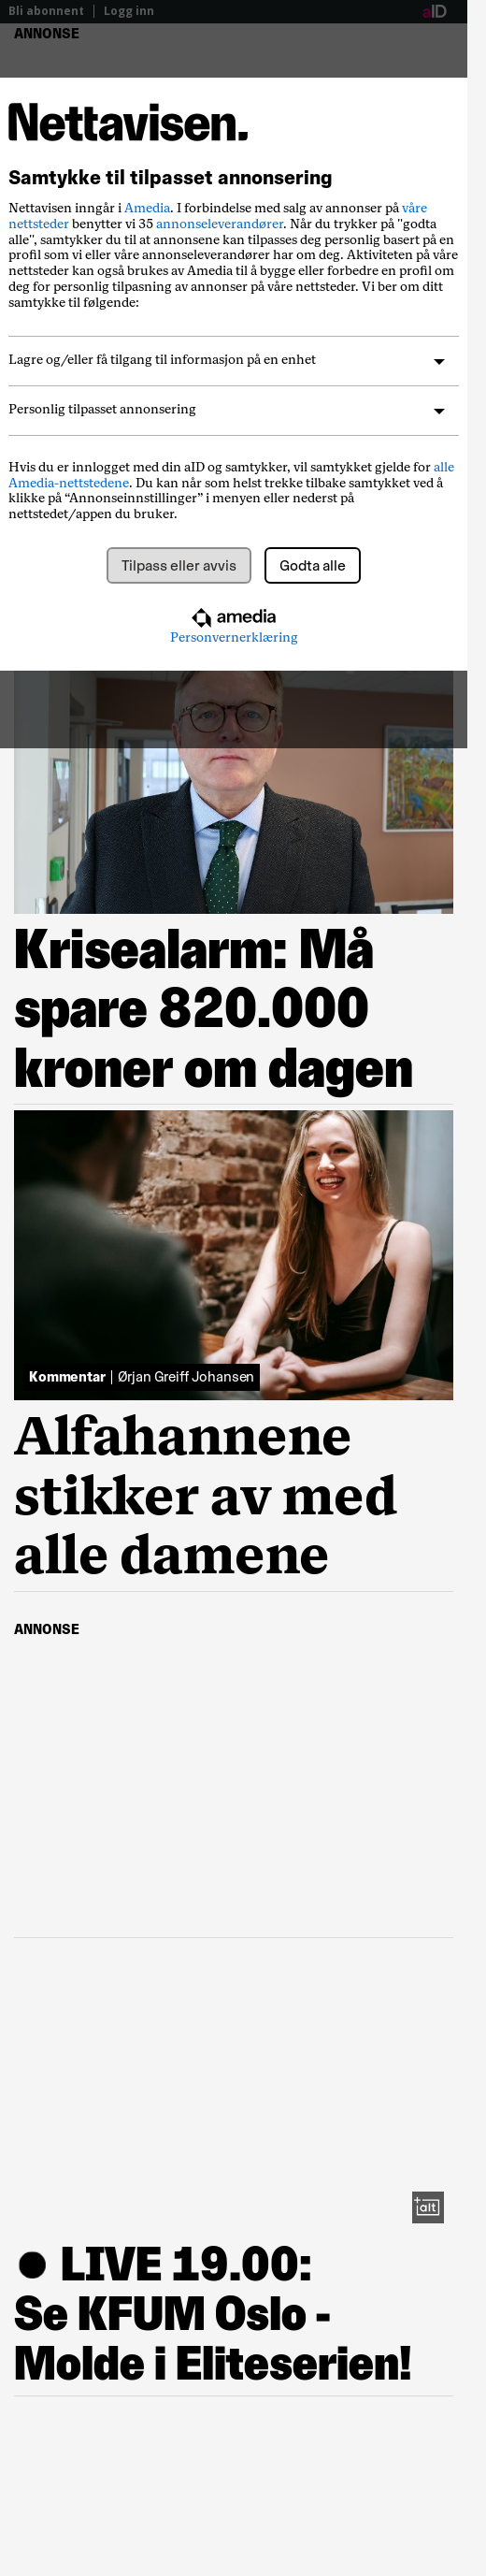 Bli abonnent | Logg inn aID
ANNONSE
Nettavisen.
Samtykke til tilpasset annonsering
Nettavisen inngår i Amedia. I forbindelse med salg av annonser på våre
nettsteder benytter vi 35 annonseleverandører. Når du trykker på "godta
alle", samtykker du til at annonsene kan tilpasses deg personlig basert på en
profil som vi eller våre annonseleverandører har om deg. Aktiviteten på våre
nettsteder kan også brukes av Amedia til å bygge eller forbedre en profil om
deg for personlig tilpasning av annonser på våre nettsteder. Vi ber om ditt
samtykke til følgende:
Lagre og/eller få tilgang til informasjon på en enhet
Personlig tilpasset annonsering
Hvis du er innlogget med din aID og samtykker, vil samtykket gjelde for alle
Amedia-nettstedene. Du kan når som helst trekke tilbake samtykket ved å
klikke på “Annonseinnstillinger” i menyen eller nederst på
nettstedet/appen du bruker.
Tilpass eller avvis Godta alle
amedia
Personvernerklæring
Krisealarm: Må
spare 820.000
kroner om dagen
Kommentar | Ørjan Greiff Johansen
Alfahannene
stikker av med
alle damene
ANNONSE
+alt
● LIVE 19.00:
Se KFUM Oslo -
Molde i Eliteserien!